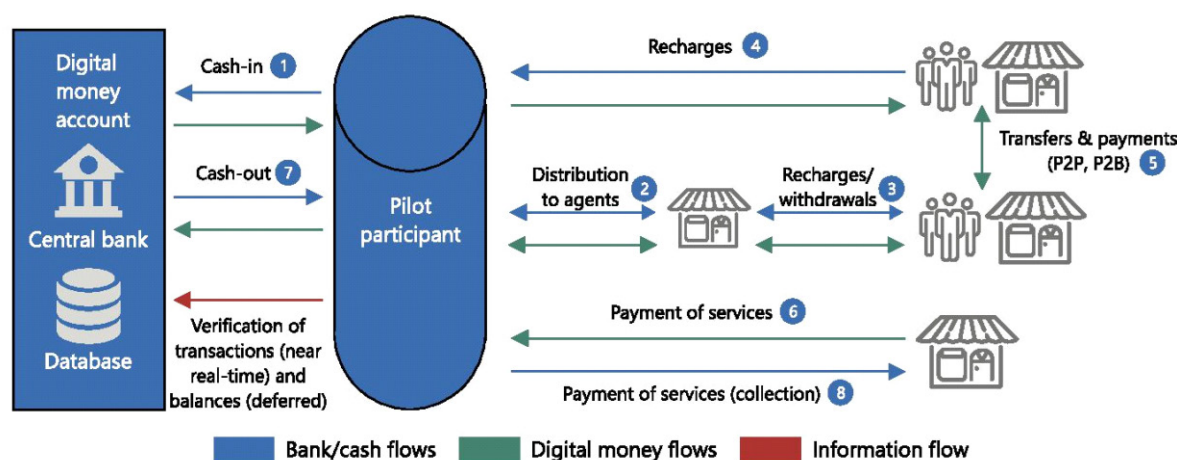 Digital
money
account
Central bank
Database
Cash-in 1
Cash-out 7
Verification of
transactions (near
real-time) and
balances (deferred)
Pilot
participant
Recharges 4
Distribution
to agents 2
Recharges/
withdrawals 3
Transfers & payments
(P2P, P2B) 5
Payment of services 6
Payment of services (collection) 8
Bank/cash flows
Digital money flows
Information flow